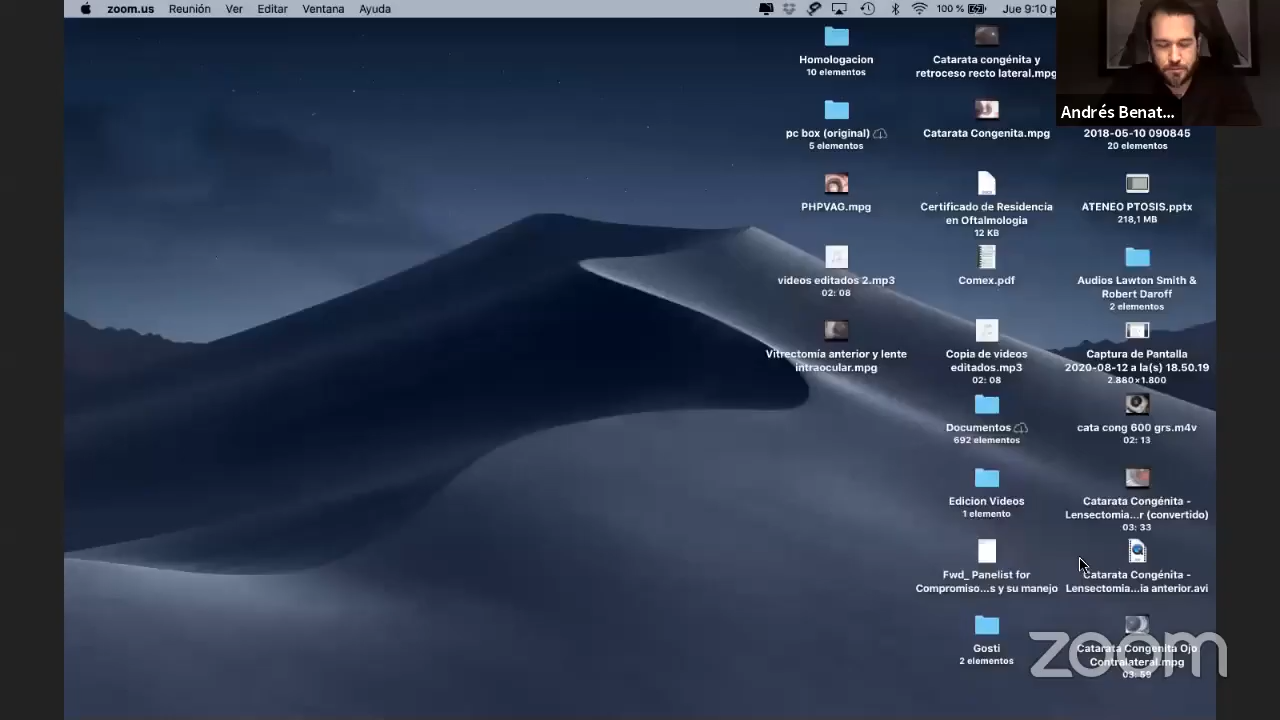 zoom.us Reunión Ver Editar Ventana Ayuda 100 % Jue 9:10 p
Homologacion
10 elementos
Catarata congénita y
retroceso recto lateral.mpg
Andrés Benat...
pc box (original)
5 elementos
Catarata Congenita.mpg
2018-05-10 090845
20 elementos
PHPVAG.mpg
Certificado de Residencia
en Oftalmologia
12 KB
ATENEO PTOSIS.pptx
218,1 MB
videos editados 2.mp3
02: 08
Comex.pdf
Audios Lawton Smith &
Robert Daroff
2 elementos
Vitrectomía anterior y lente
intraocular.mpg
Copia de videos
editados.mp3
02: 08
Captura de Pantalla
2020-08-12 a la(s) 18.50.19
2.880×1.800
Documentos
692 elementos
cata cong 600 grs.m4v
02: 13
Edicion Videos
1 elemento
Catarata Congénita -
Lensectomia...r (convertido)
03: 33
Fwd_ Panelist for
Compromiso...s y su manejo
Catarata Congénita -
Lensectomia...ia anterior.avi
Gosti
2 elementos
Catarata Congenita Ojo
Contralateral.mpg
03: 59
zoom